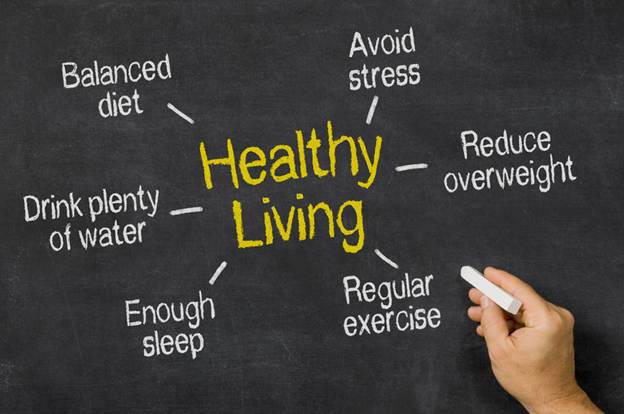 Balanced
diet
Avoid
stress
Healthy
Living
Reduce
overweight
Drink plenty
of water
Enough
sleep
Regular
exercise